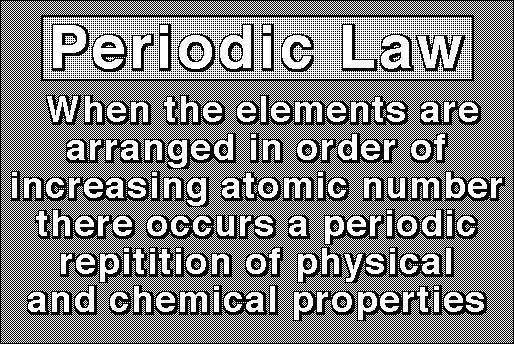 Periodic Law
When the elements are
arranged in order of
increasing atomic number
there occurs a periodic
repitition of physical
and chemical properties